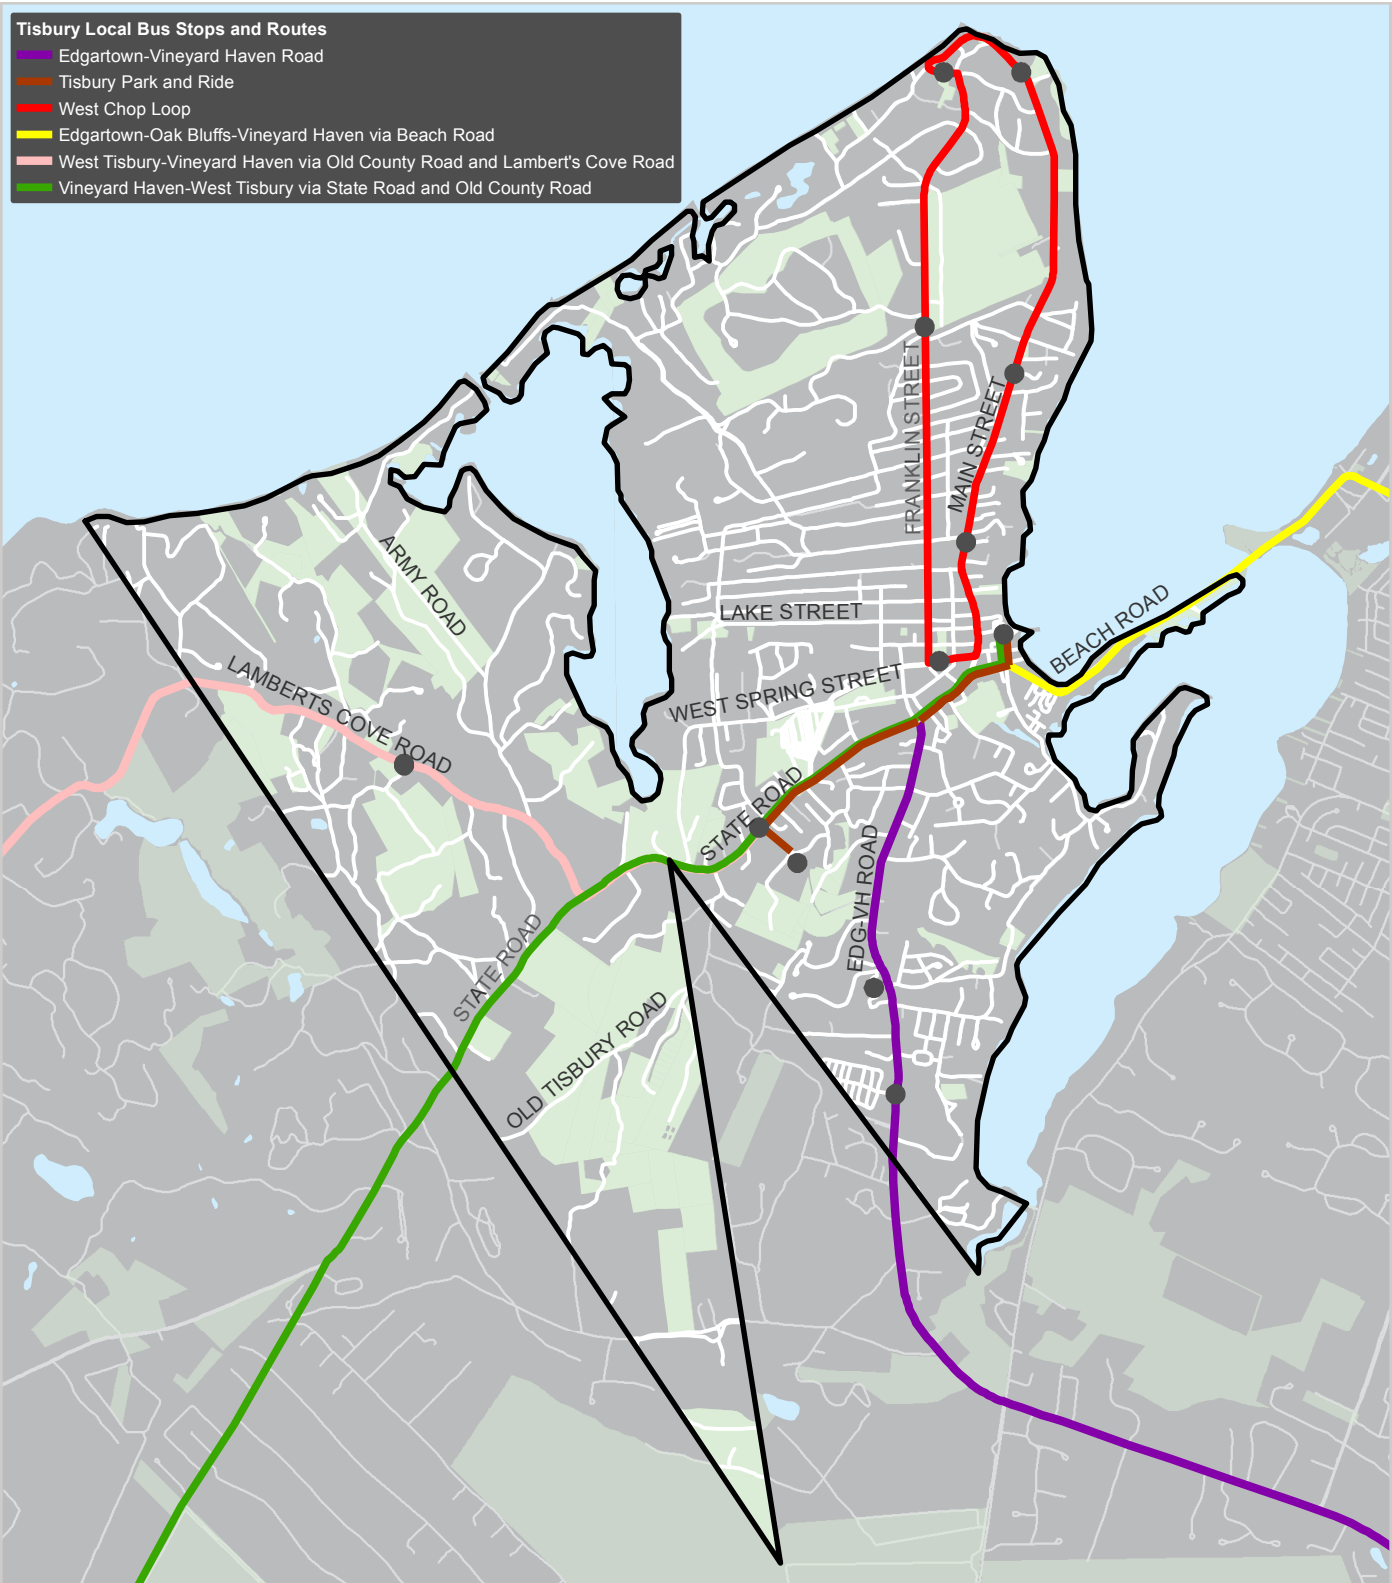 Tisbury Local Bus Stops and Routes
Edgartown-Vineyard Haven Road
Tisbury Park and Ride
West Chop Loop
Edgartown-Oak Bluffs-Vineyard Haven via Beach Road
West Tisbury-Vineyard Haven via Old County Road and Lambert's Cove Road
Vineyard Haven-West Tisbury via State Road and Old County Road
FRANKLIN STREET
MAIN STREET
ARMY ROAD
LAKE STREET
BEACH ROAD
LAMBERTS COVE ROAD
WEST SPRING STREET
STATE ROAD
EDG-VH ROAD
STATE ROAD
OLD TISBURY ROAD